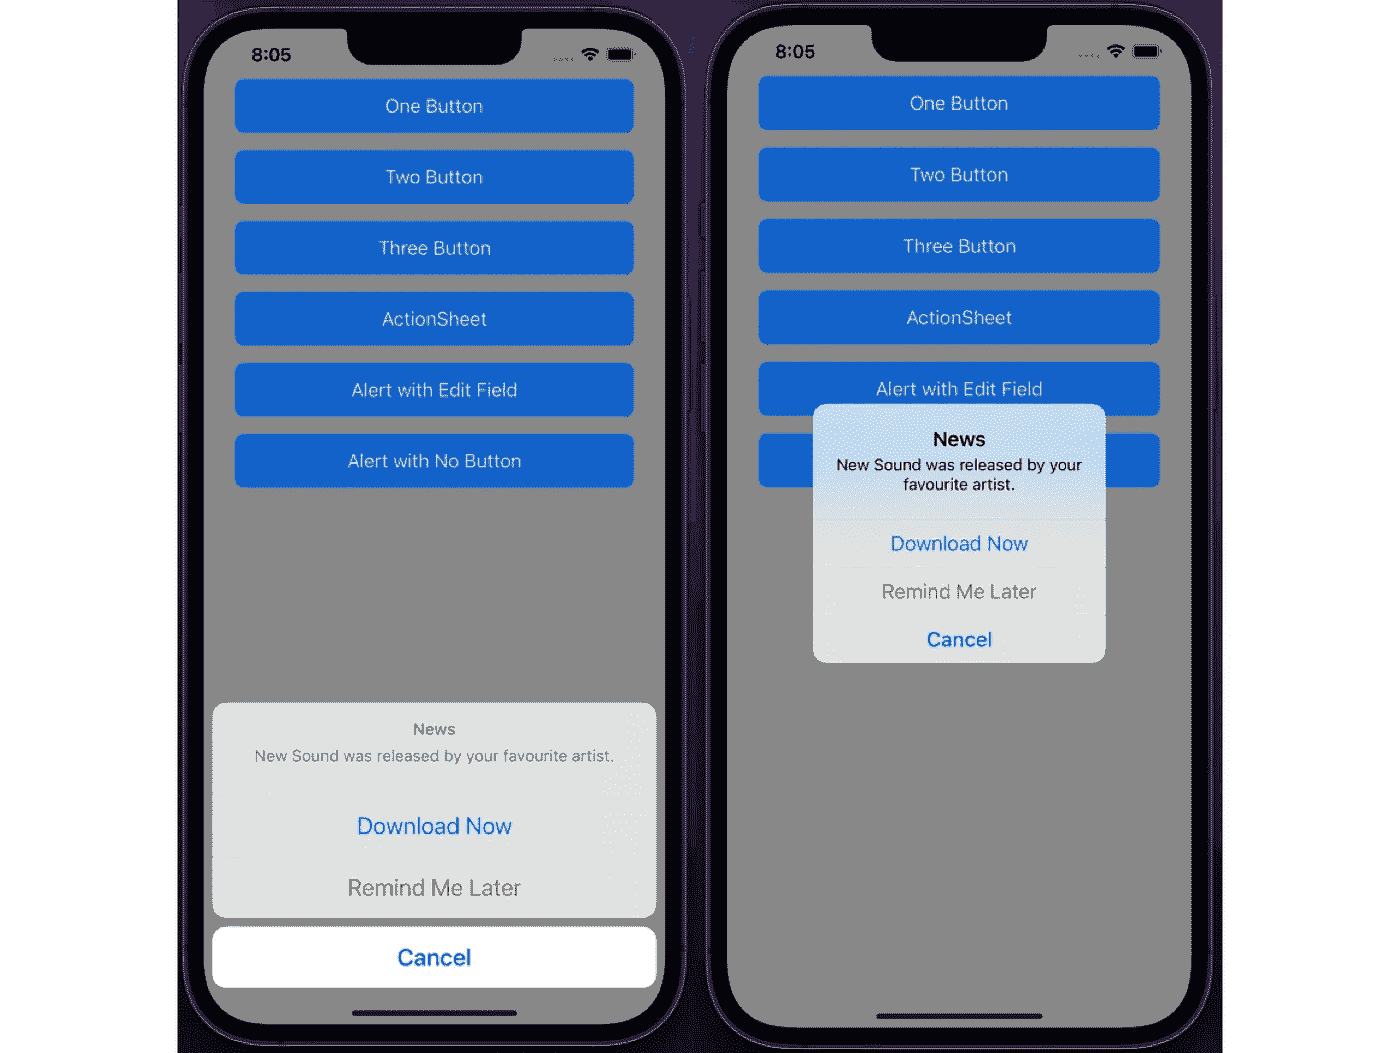 8:05
One Button
Two Button
Three Button
ActionSheet
Alert with Edit Field
Alert with No Button
News
New Sound was released by your favourite artist.
Download Now
Remind Me Later
Cancel
8:05
One Button
Two Button
Three Button
ActionSheet
Alert with Edit Field
News
New Sound was released by your
favourite artist.
Download Now
Remind Me Later
Cancel